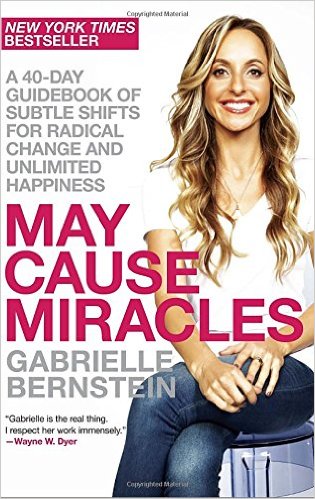 NEW YORK TIMES
BESTSELLER
A 40-DAY
GUIDEBOOK OF
SUBTLE SHIFTS
FOR RADICAL
CHANGE AND
UNLIMITED
HAPPINESS
MAY
CAUSE
MIRACLES
GABRIELLE
BERNSTEIN
"Gabrielle is the real thing.
I respect her work immensely."
—Wayne W. Dyer